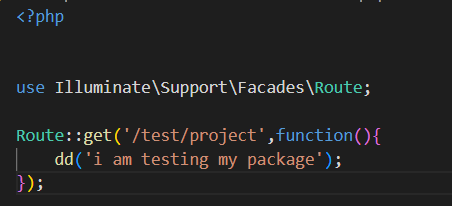 <?php
use Illuminate\Support\Facades\Route;
Route::get('/test/project',function(){
    dd('i am testing my package');
});